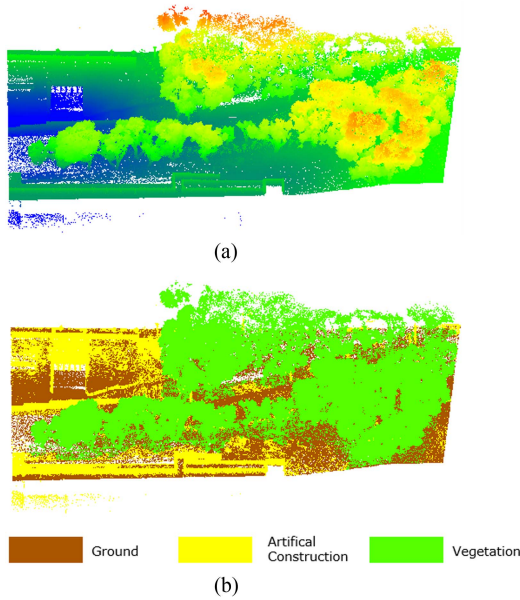 (a)
Ground
Artifical
Construction
Vegetation
(b)